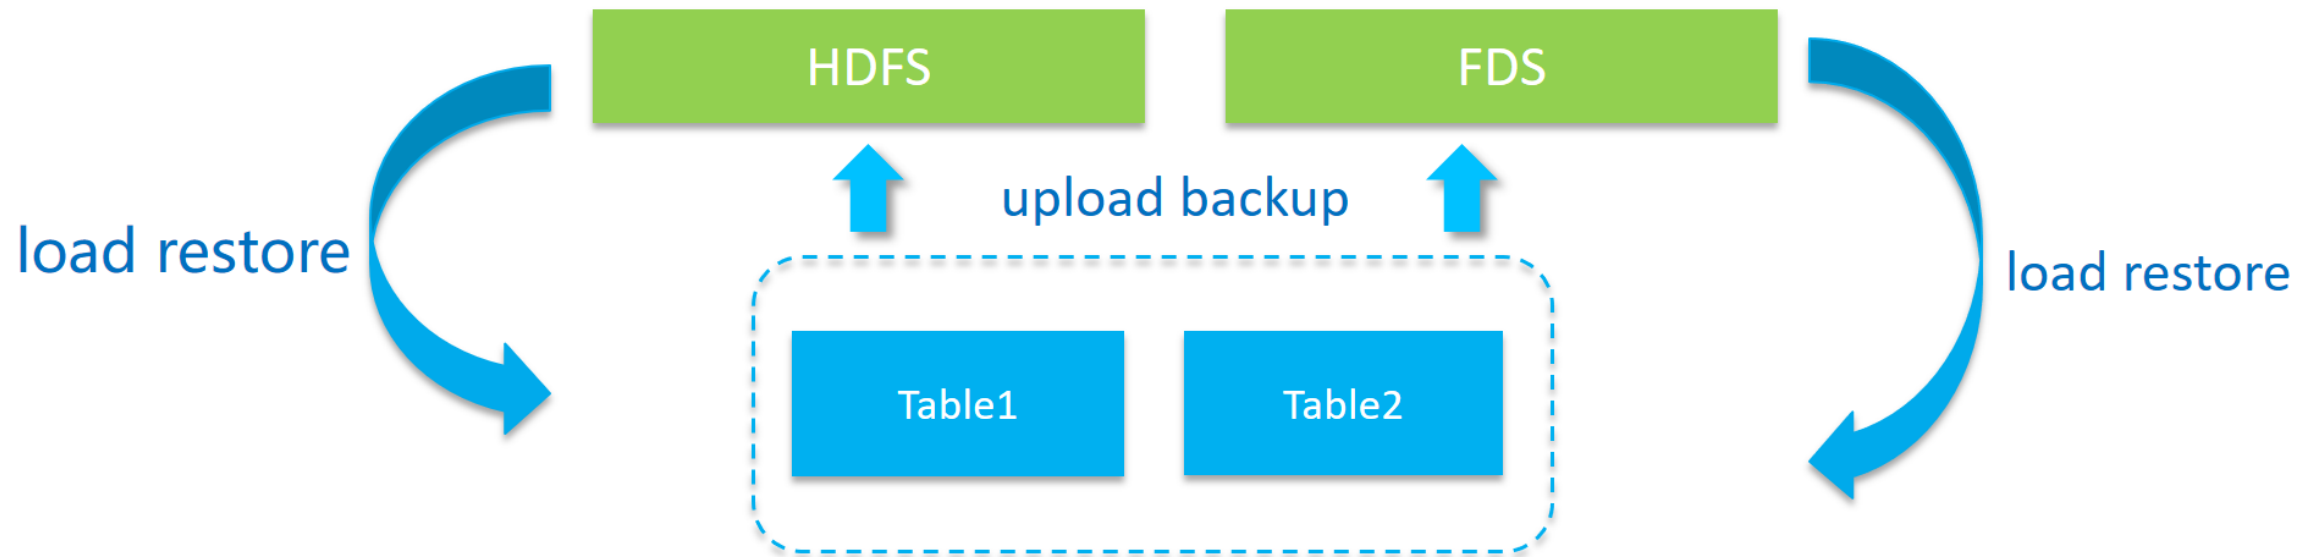 HDFS
FDS
upload backup
load restore
load restore
Table1
Table2